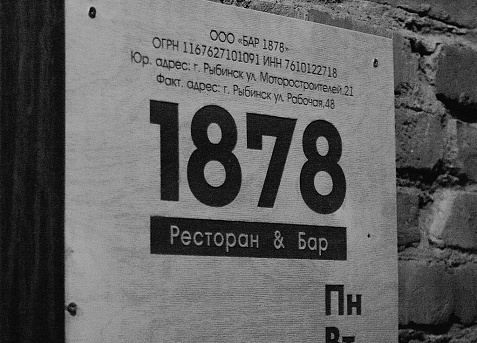 ООО «БАР 1878»
ОГРН 1167627101091 ИНН 7610122718
Юр. адрес: г. Рыбинск ул. Моторостроителей,21
Факт. адрес: г. Рыбинск ул. Рабочая,48
1878
Ресторан & Бар
Пн
Вт